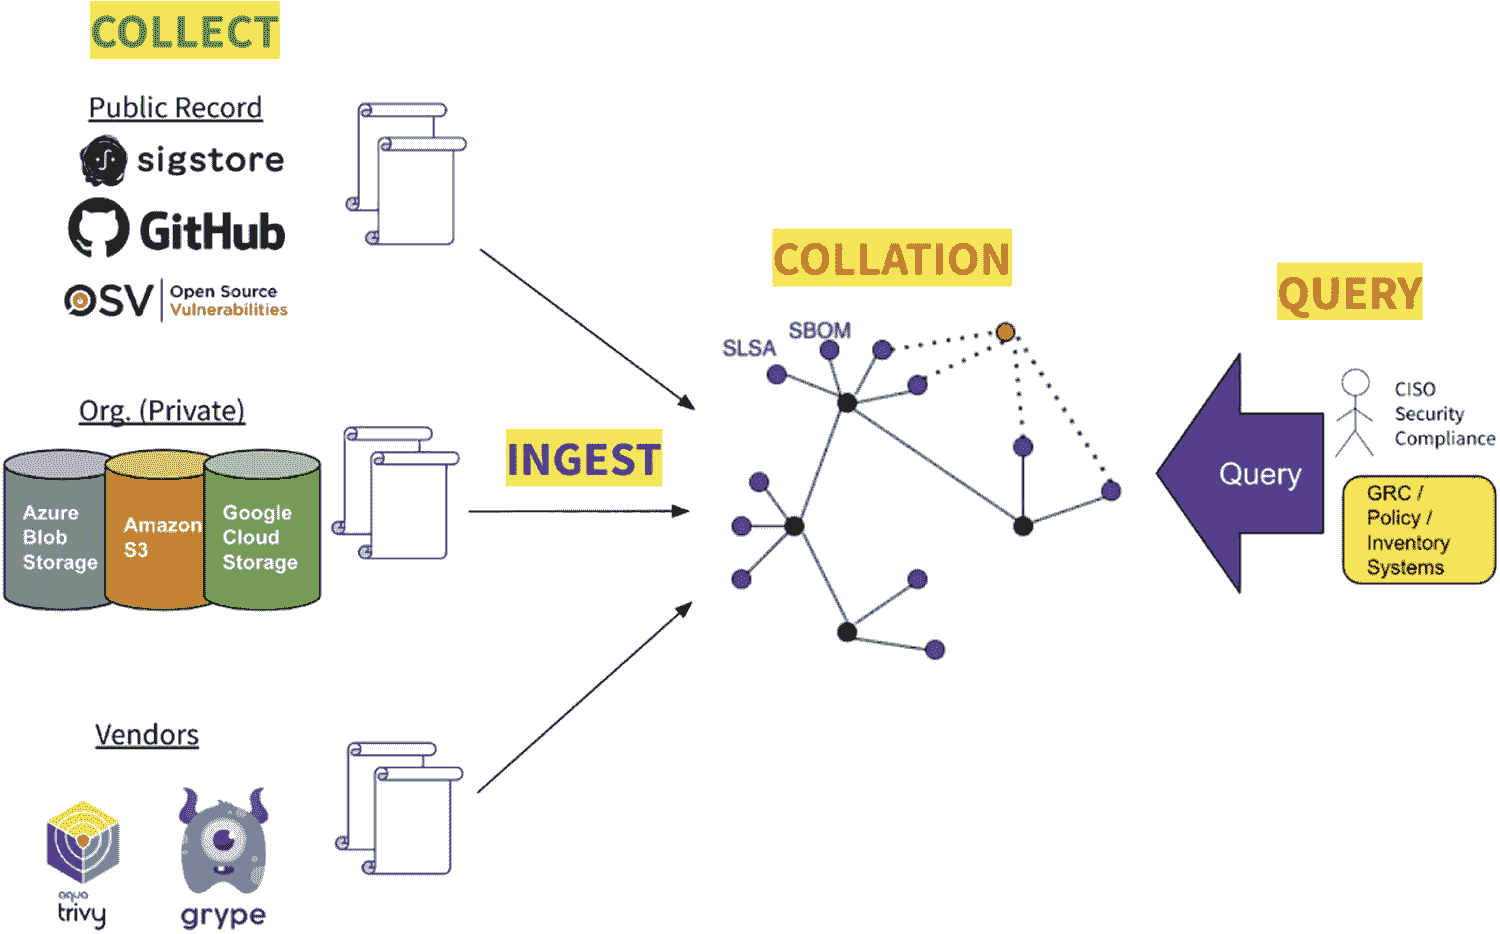 COLLECT
Public Record
sigstore
GitHub
OSV
Open Source
Vulnerabilities
Org. (Private)
Azure
Blob
Storage
Amazon
S3
Google
Cloud
Storage
Vendors
aqua
trivy
grype
INGEST
COLLATION
SLSA
SBOM
QUERY
Query
CISO
Security
Compliance
GRC /
Policy /
Inventory
Systems